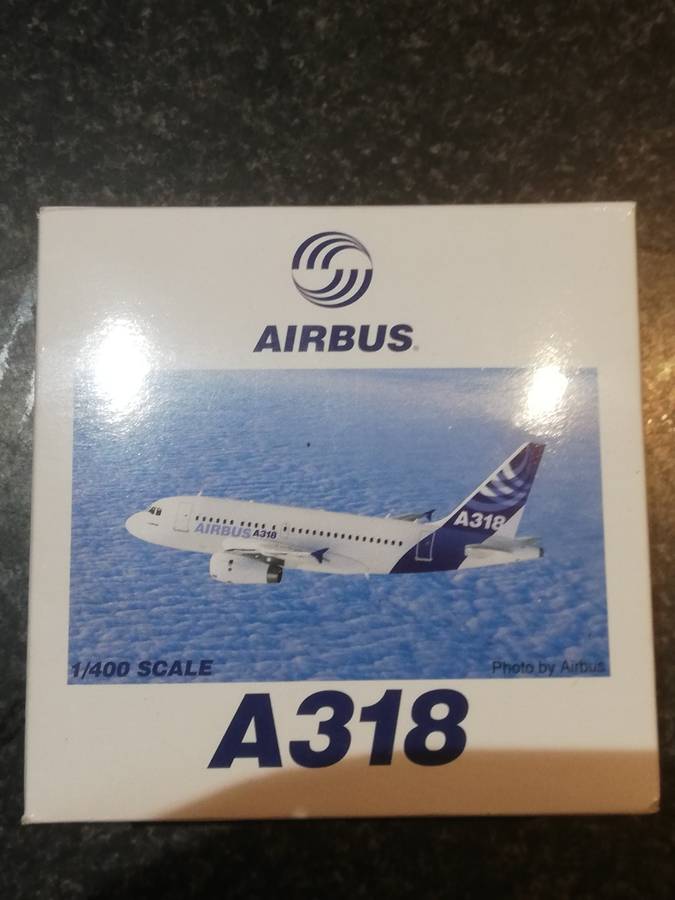 AIRBUS
A318
AIRBUS A318
1/400 SCALE
Photo by Airbus
A318